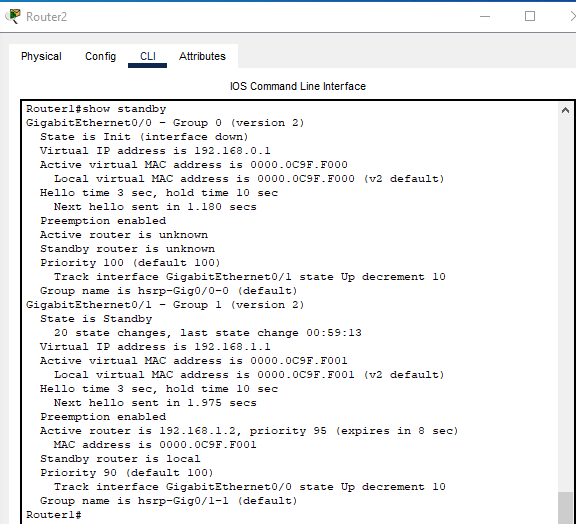 Router2
Physical Config CLI Attributes
IOS Command Line Interface
Router1#show standby
GigabitEthernet0/0 - Group 0 (version 2)
State is Init (interface down)
Virtual IP address is 192.168.0.1
Active virtual MAC address is 0000.0C9F.F000
Local virtual MAC address is 0000.0C9F.F000 (v2 default)
Hello time 3 sec, hold time 10 sec
Next hello sent in 1.180 secs
Preemption enabled
Active router is unknown
Standby router is unknown
Priority 100 (default 100)
Track interface GigabitEthernet0/1 state Up decrement 10
Group name is hsrp-Gig0/0-0 (default)
GigabitEthernet0/1 - Group 1 (version 2)
State is Standby
20 state changes, last state change 00:59:13
Virtual IP address is 192.168.1.1
Active virtual MAC address is 0000.0C9F.F001
Local virtual MAC address is 0000.0C9F.F001 (v2 default)
Hello time 3 sec, hold time 10 sec
Next hello sent in 1.975 secs
Preemption enabled
Active router is 192.168.1.2, priority 95 (expires in 8 sec)
MAC address is 0000.0C9F.F001
Standby router is local
Priority 90 (default 100)
Track interface GigabitEthernet0/0 state Up decrement 10
Group name is hsrp-Gig0/1-1 (default)
Router1#